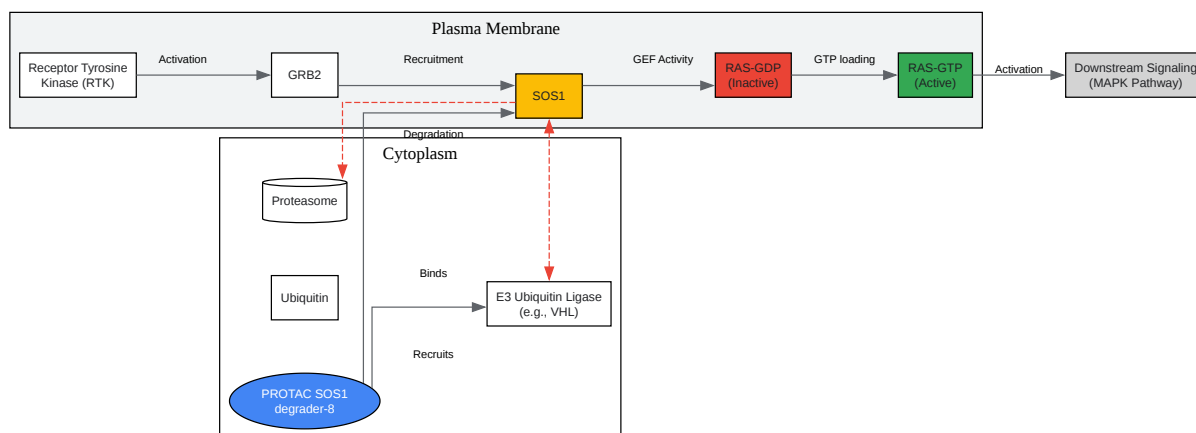 Plasma Membrane
Receptor Tyrosine
Kinase (RTK)
Activation
GRB2
Recruitment
SOS1
GEF Activity
RAS-GDP
(Inactive)
GTP loading
RAS-GTP
(Active)
Activation
Downstream Signaling
(MAPK Pathway)
Degradation
Cytoplasm
Proteasome
Ubiquitin
Binds
E3 Ubiquitin Ligase
(e.g., VHL)
Recruits
PROTAC SOS1
degrader-8